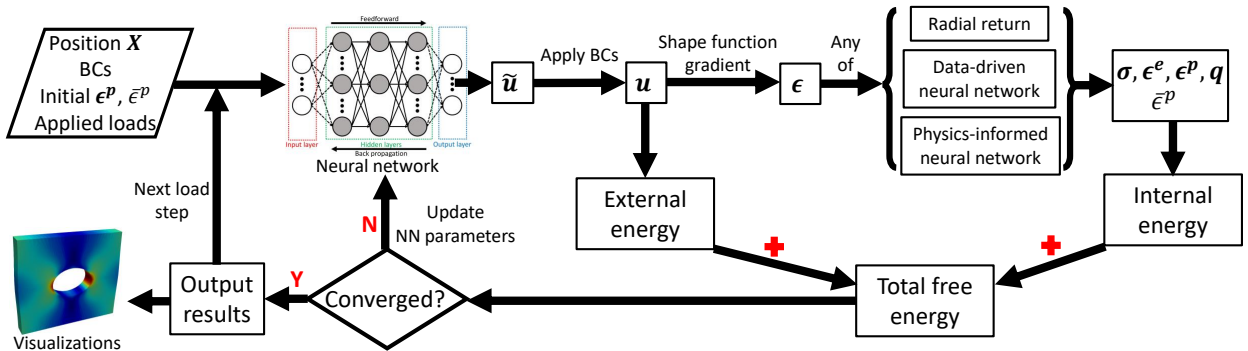 Position X
BCs
Initial ϵᵖ, ε̄ᵖ
Applied loads
Feedforward
Input layer
Hidden layers
Output layer
Back propagation
Neural network
ũ
Apply BCs
u
Shape function
gradient
ϵ
Any
of
Radial return
Data-driven
neural network
Physics-informed
neural network
σ, ϵᵉ, ϵᵖ, q
ε̄ᵖ
Next load
step
N
Update
NN parameters
External
energy
Internal
energy
Total free
energy
Converged?
Y
Output
results
Visualizations